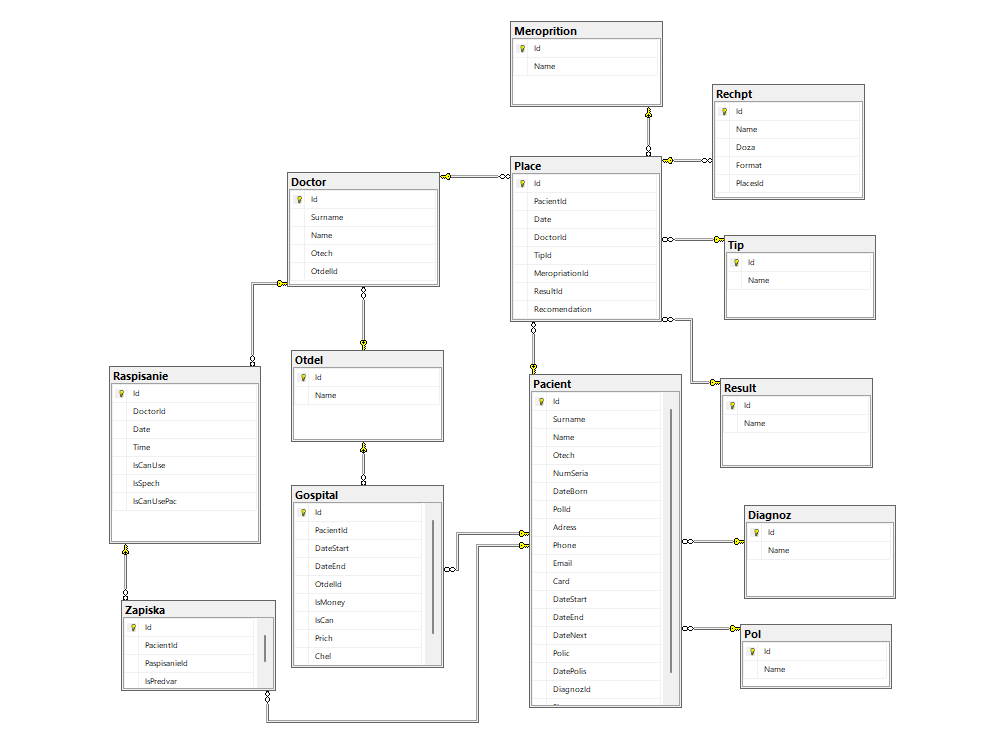 Meroprition
Id
Name
Rechpt
Id
Name
Doza
Format
PlacesId
Place
Id
PacientId
Date
DoctorId
TipId
MeropriationId
ResultId
Recomendation
Doctor
Id
Surname
Name
Otech
OtdelId
Tip
Id
Name
Otdel
Id
Name
Raspisanie
Id
DoctorId
Date
Time
IsCanUse
IsSpech
IsCanUsePac
Pacient
Id
Surname
Name
Otech
NumSeria
DateBorn
PolId
Adress
Phone
Email
Card
DateStart
DateEnd
DateNext
Polic
DatePolis
DiagnozId
Result
Id
Name
Gospital
Id
PacientId
DateStart
DateEnd
OtdelId
IsMoney
IsCan
Prich
Chel
Diagnoz
Id
Name
Zapiska
Id
PacientId
PaspisanieId
IsPredvar
Pol
Id
Name